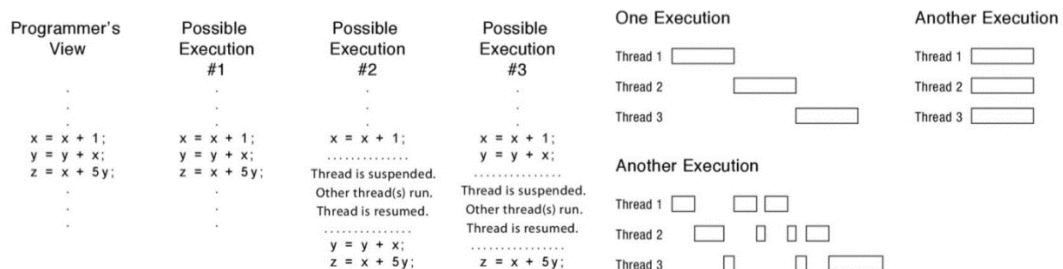 Programmer's
View
x = x + 1;
y = y + x;
z = x + 5y;
Possible
Execution
#1
x = x + 1;
y = y + x;
z = x + 5y;
Possible
Execution
#2
x = x + 1;
Thread is suspended.
Other thread(s) run.
Thread is resumed.
y = y + x;
z = x + 5y;
Possible
Execution
#3
x = x + 1;
y = y + x;
Thread is suspended.
Other thread(s) run.
Thread is resumed.
z = x + 5y;
One Execution
Thread 1
Thread 2
Thread 3
Another Execution
Thread 1
Thread 2
Thread 3
Another Execution
Thread 1
Thread 2
Thread 3